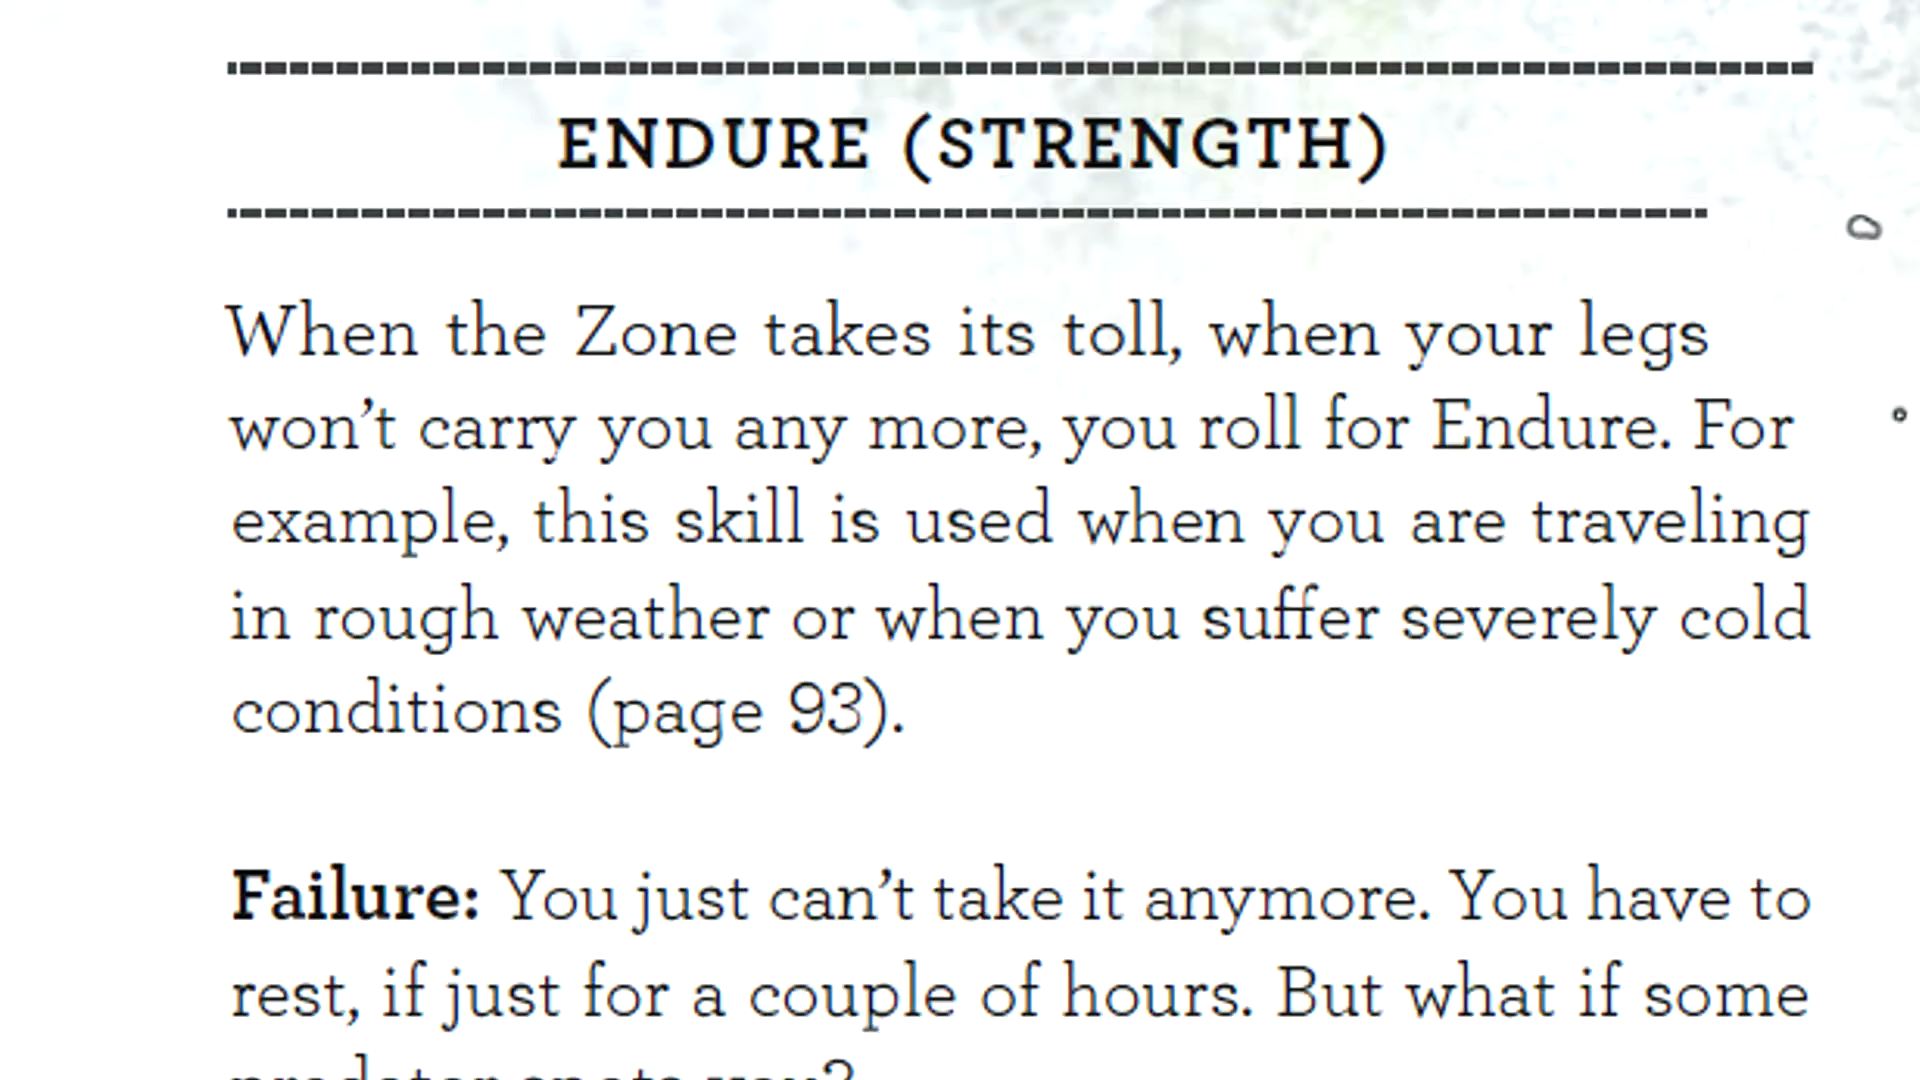 ENDURE (STRENGTH)
When the Zone takes its toll, when your legs
won’t carry you any more, you roll for Endure. For
example, this skill is used when you are traveling
in rough weather or when you suffer severely cold
conditions (page 93).
Failure: You just can’t take it anymore. You have to
rest, if just for a couple of hours. But what if some
predator spots you?